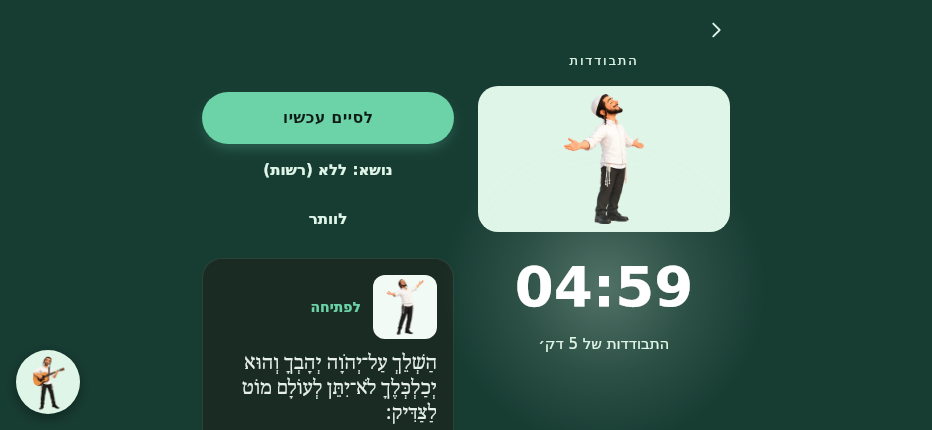 התבודדות
04:59
התבודדות של 5 דק׳
לסיים עכשיו
נושא: ללא (רשות)
לוותר
לפתיחה
הַשְׁלֵךְ עַל־יְהֹוָה יְהָבְךָ וְהוּא
יְכַלְכְּלֶךָ לֹא־יִתֵּן לְעוֹלָם מוֹט
לַצַּדִּיק: